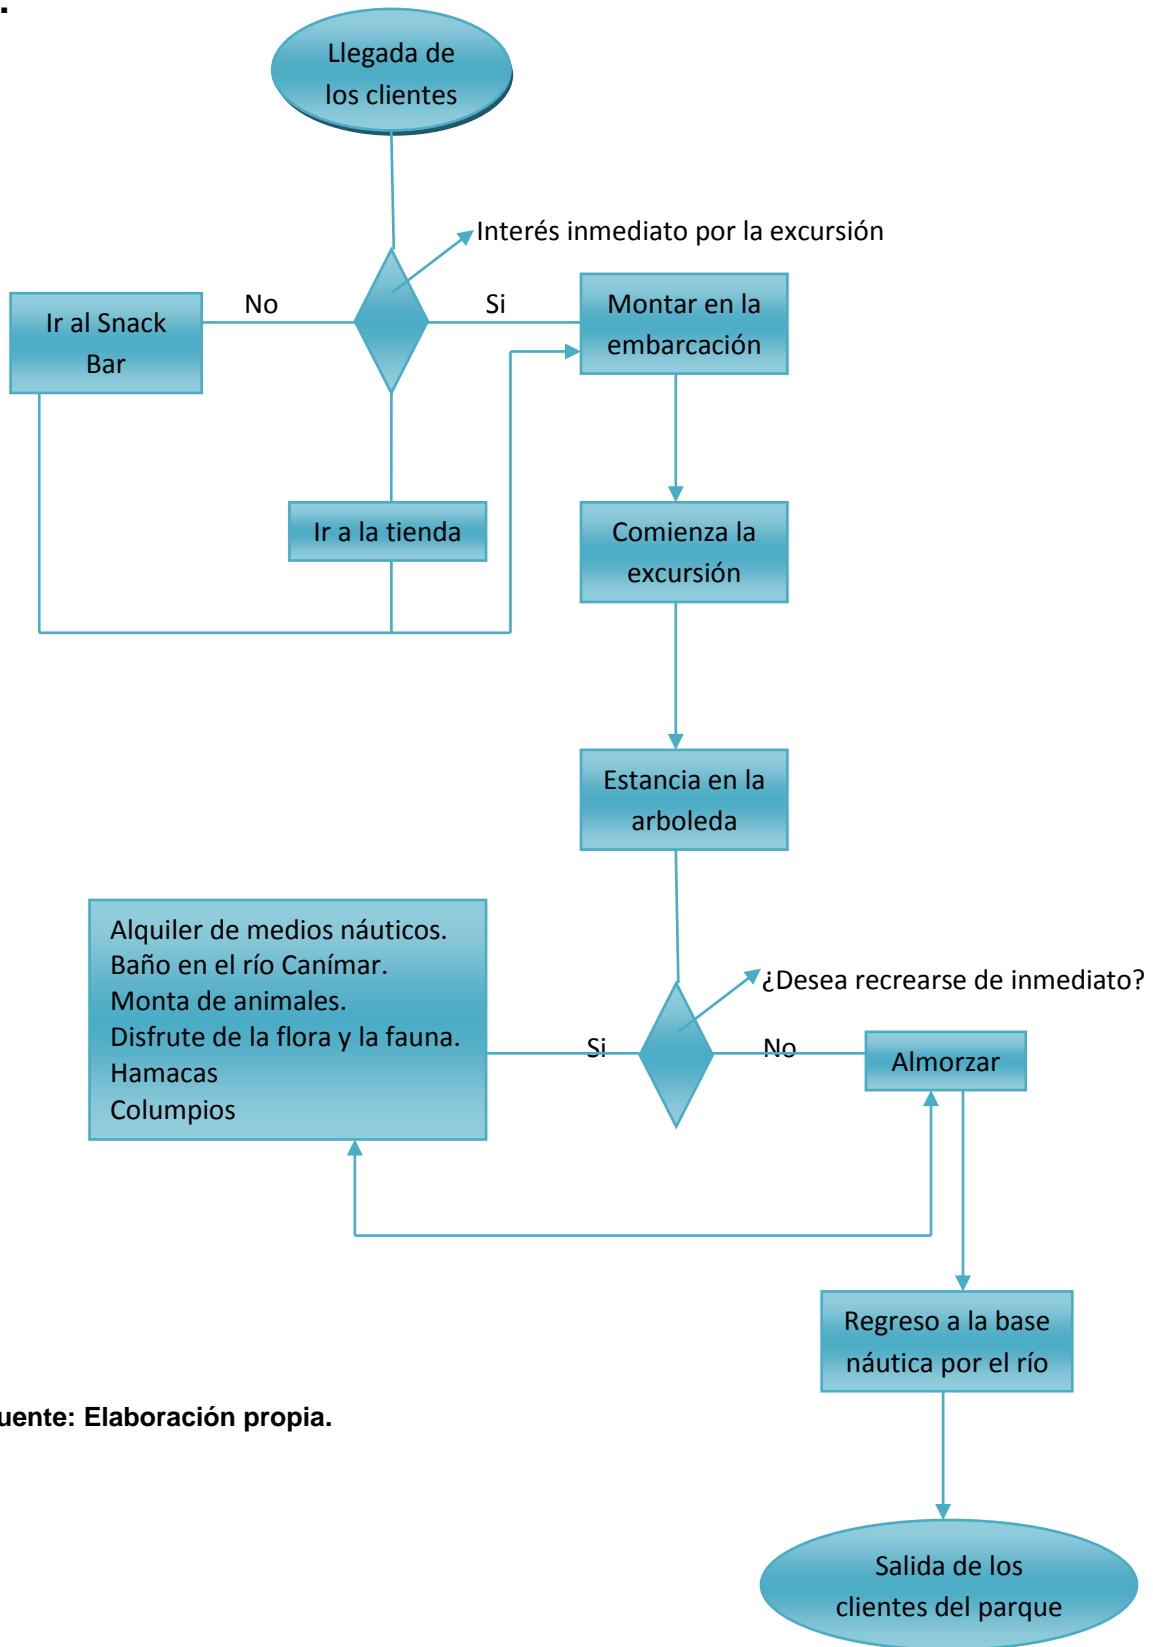 Llegada de
los clientes
Interés inmediato por la excursión
No
Si
Ir al Snack
Bar
Montar en la
embarcación
Ir a la tienda
Comienza la
excursión
Estancia en la
arboleda
Alquiler de medios náuticos.
Baño en el río Canímar.
Monta de animales.
Disfrute de la flora y la fauna.
Hamacas
Columpios
¿Desea recrearse de inmediato?
Si
No
Almorzar
Regreso a la base
náutica por el río
uente: Elaboración propia.
Salida de los
clientes del parque